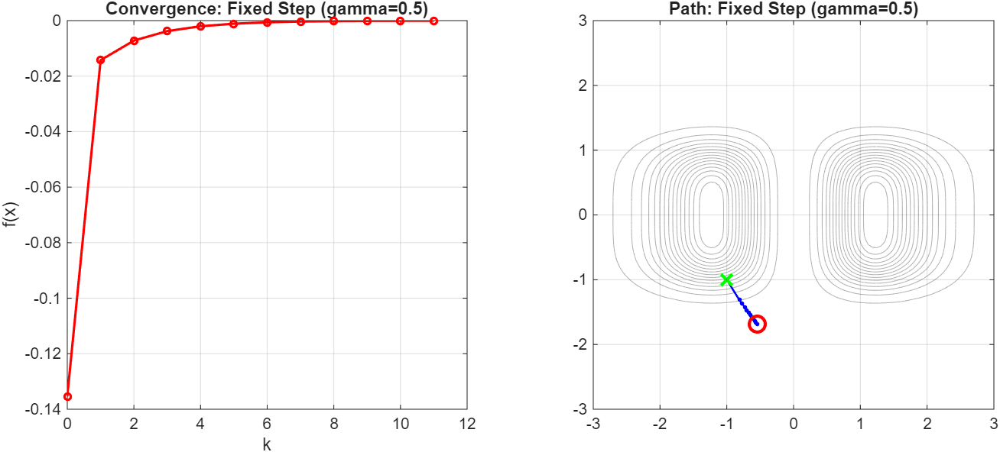 Convergence: Fixed Step (gamma=0.5)
0
-0.02
-0.04
-0.06
-0.08
-0.1
-0.12
-0.14
f(x)
0 2 4 6 8 10 12
k
Path: Fixed Step (gamma=0.5)
3
2
1
0
-1
-2
-3
-3 -2 -1 0 1 2 3